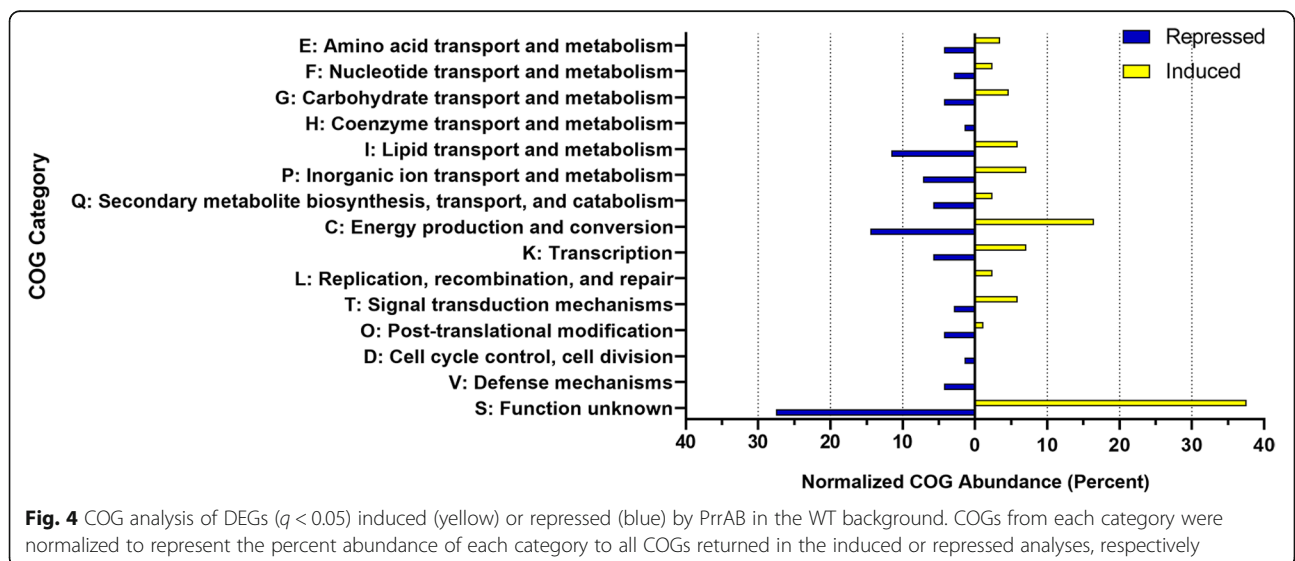 Repressed
Induced
COG Category
E: Amino acid transport and metabolism
F: Nucleotide transport and metabolism
G: Carbohydrate transport and metabolism
H: Coenzyme transport and metabolism
I: Lipid transport and metabolism
P: Inorganic ion transport and metabolism
Q: Secondary metabolite biosynthesis, transport, and catabolism
C: Energy production and conversion
K: Transcription
L: Replication, recombination, and repair
T: Signal transduction mechanisms
O: Post-translational modification
D: Cell cycle control, cell division
V: Defense mechanisms
S: Function unknown
40 30 20 10 0 10 20 30 40
Normalized COG Abundance (Percent)
Fig. 4 COG analysis of DEGs (q < 0.05) induced (yellow) or repressed (blue) by PrrAB in the WT background. COGs from each category were
normalized to represent the percent abundance of each category to all COGs returned in the induced or repressed analyses, respectively